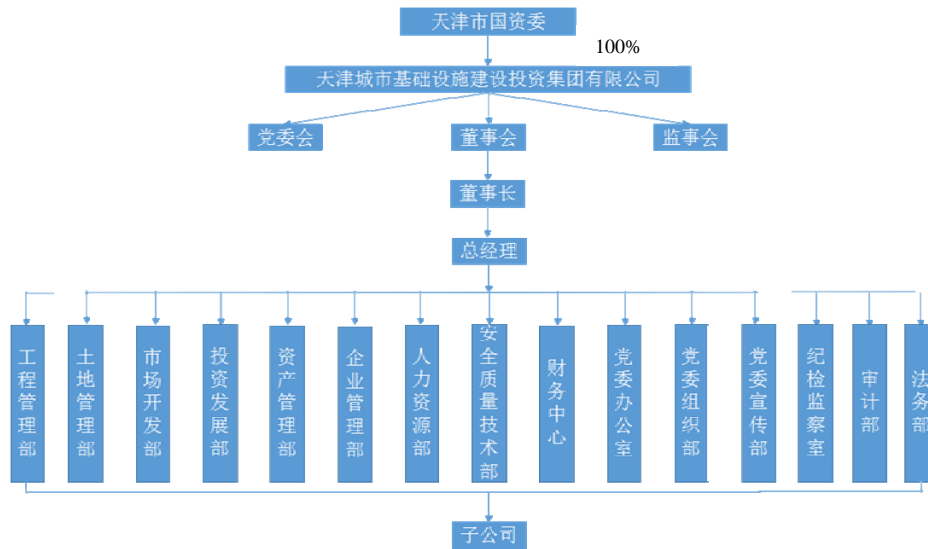 天津市国资委
100%
天津城市基础设施建设投资集团有限公司
党委会
董事会
监事会
董事长
总经理
工程管理部
土地管理部
市场开发部
投资发展部
资产管理部
企业管理部
人力资源部
安全质量技术部
财务中心
党委办公室
党委组织部
党委宣传部
纪检监察室
审计部
法务部
子公司